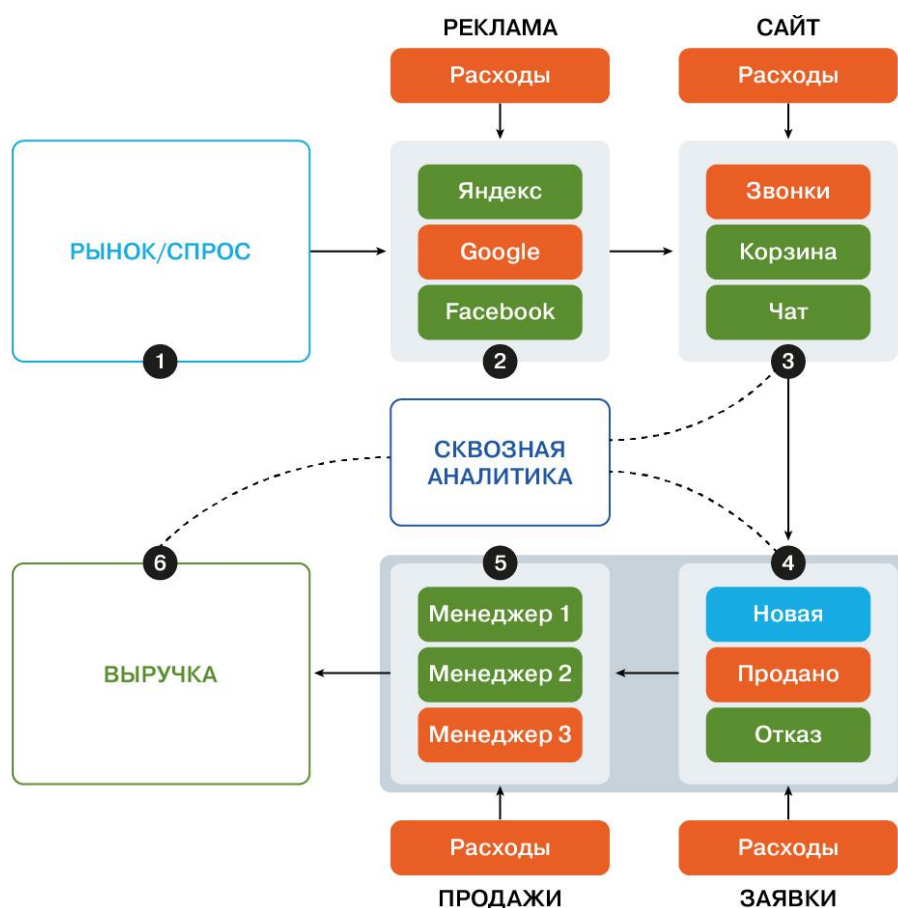 РЕКЛАМА
САЙТ
Расходы
Расходы
РЫНОК/СПРОС
1
Яндекс
Google
Facebook
2
Звонки
Корзина
Чат
3
СКВОЗНАЯ
АНАЛИТИКА
6
ВЫРУЧКА
5
Менеджер 1
Менеджер 2
Менеджер 3
4
Новая
Продано
Отказ
Расходы
Расходы
ПРОДАЖИ
ЗАЯВКИ